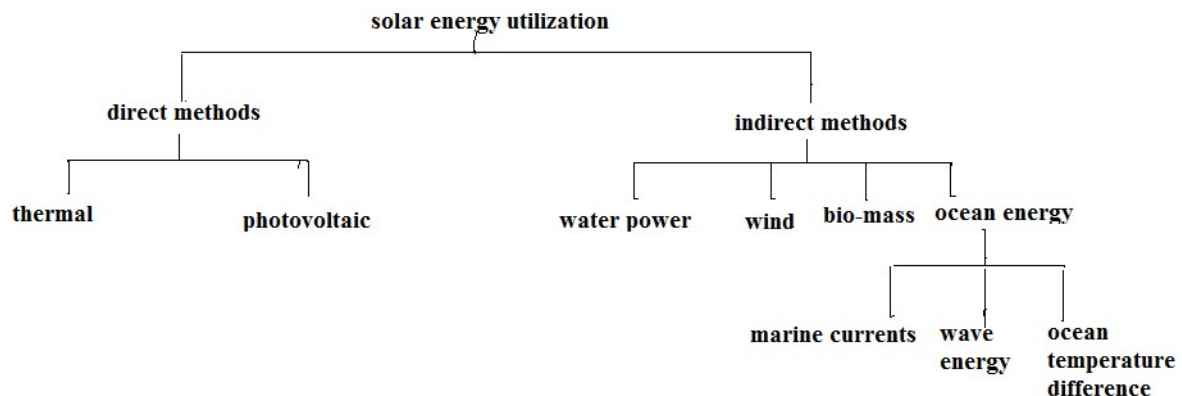 solar energy utilization
direct methods
indirect methods
thermal
photovoltaic
water power
wind
bio-mass
ocean energy
marine currents
wave
energy
ocean
temperature
difference